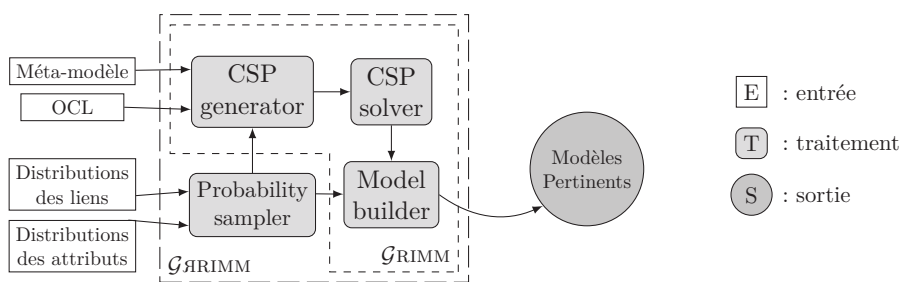 Méta-modèle
OCL
Distributions
des liens
Distributions
des attributs
CSP
generator
CSP
solver
Probability
sampler
Model
builder
GЯRIMM
GRIMM
Modèles
Pertinents
E : entrée
T : traitement
S : sortie